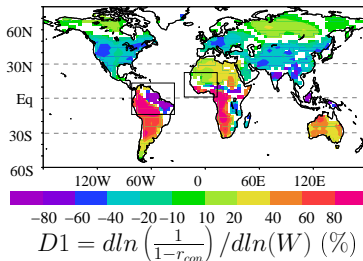 60N
30N
Eq
30S
60S
120W 60W 0 60E 120E
−80 −60 −40 −20 −10 10 20 40 60 80
D1 = dln(1/(1−r_con))/dln(W) (%)